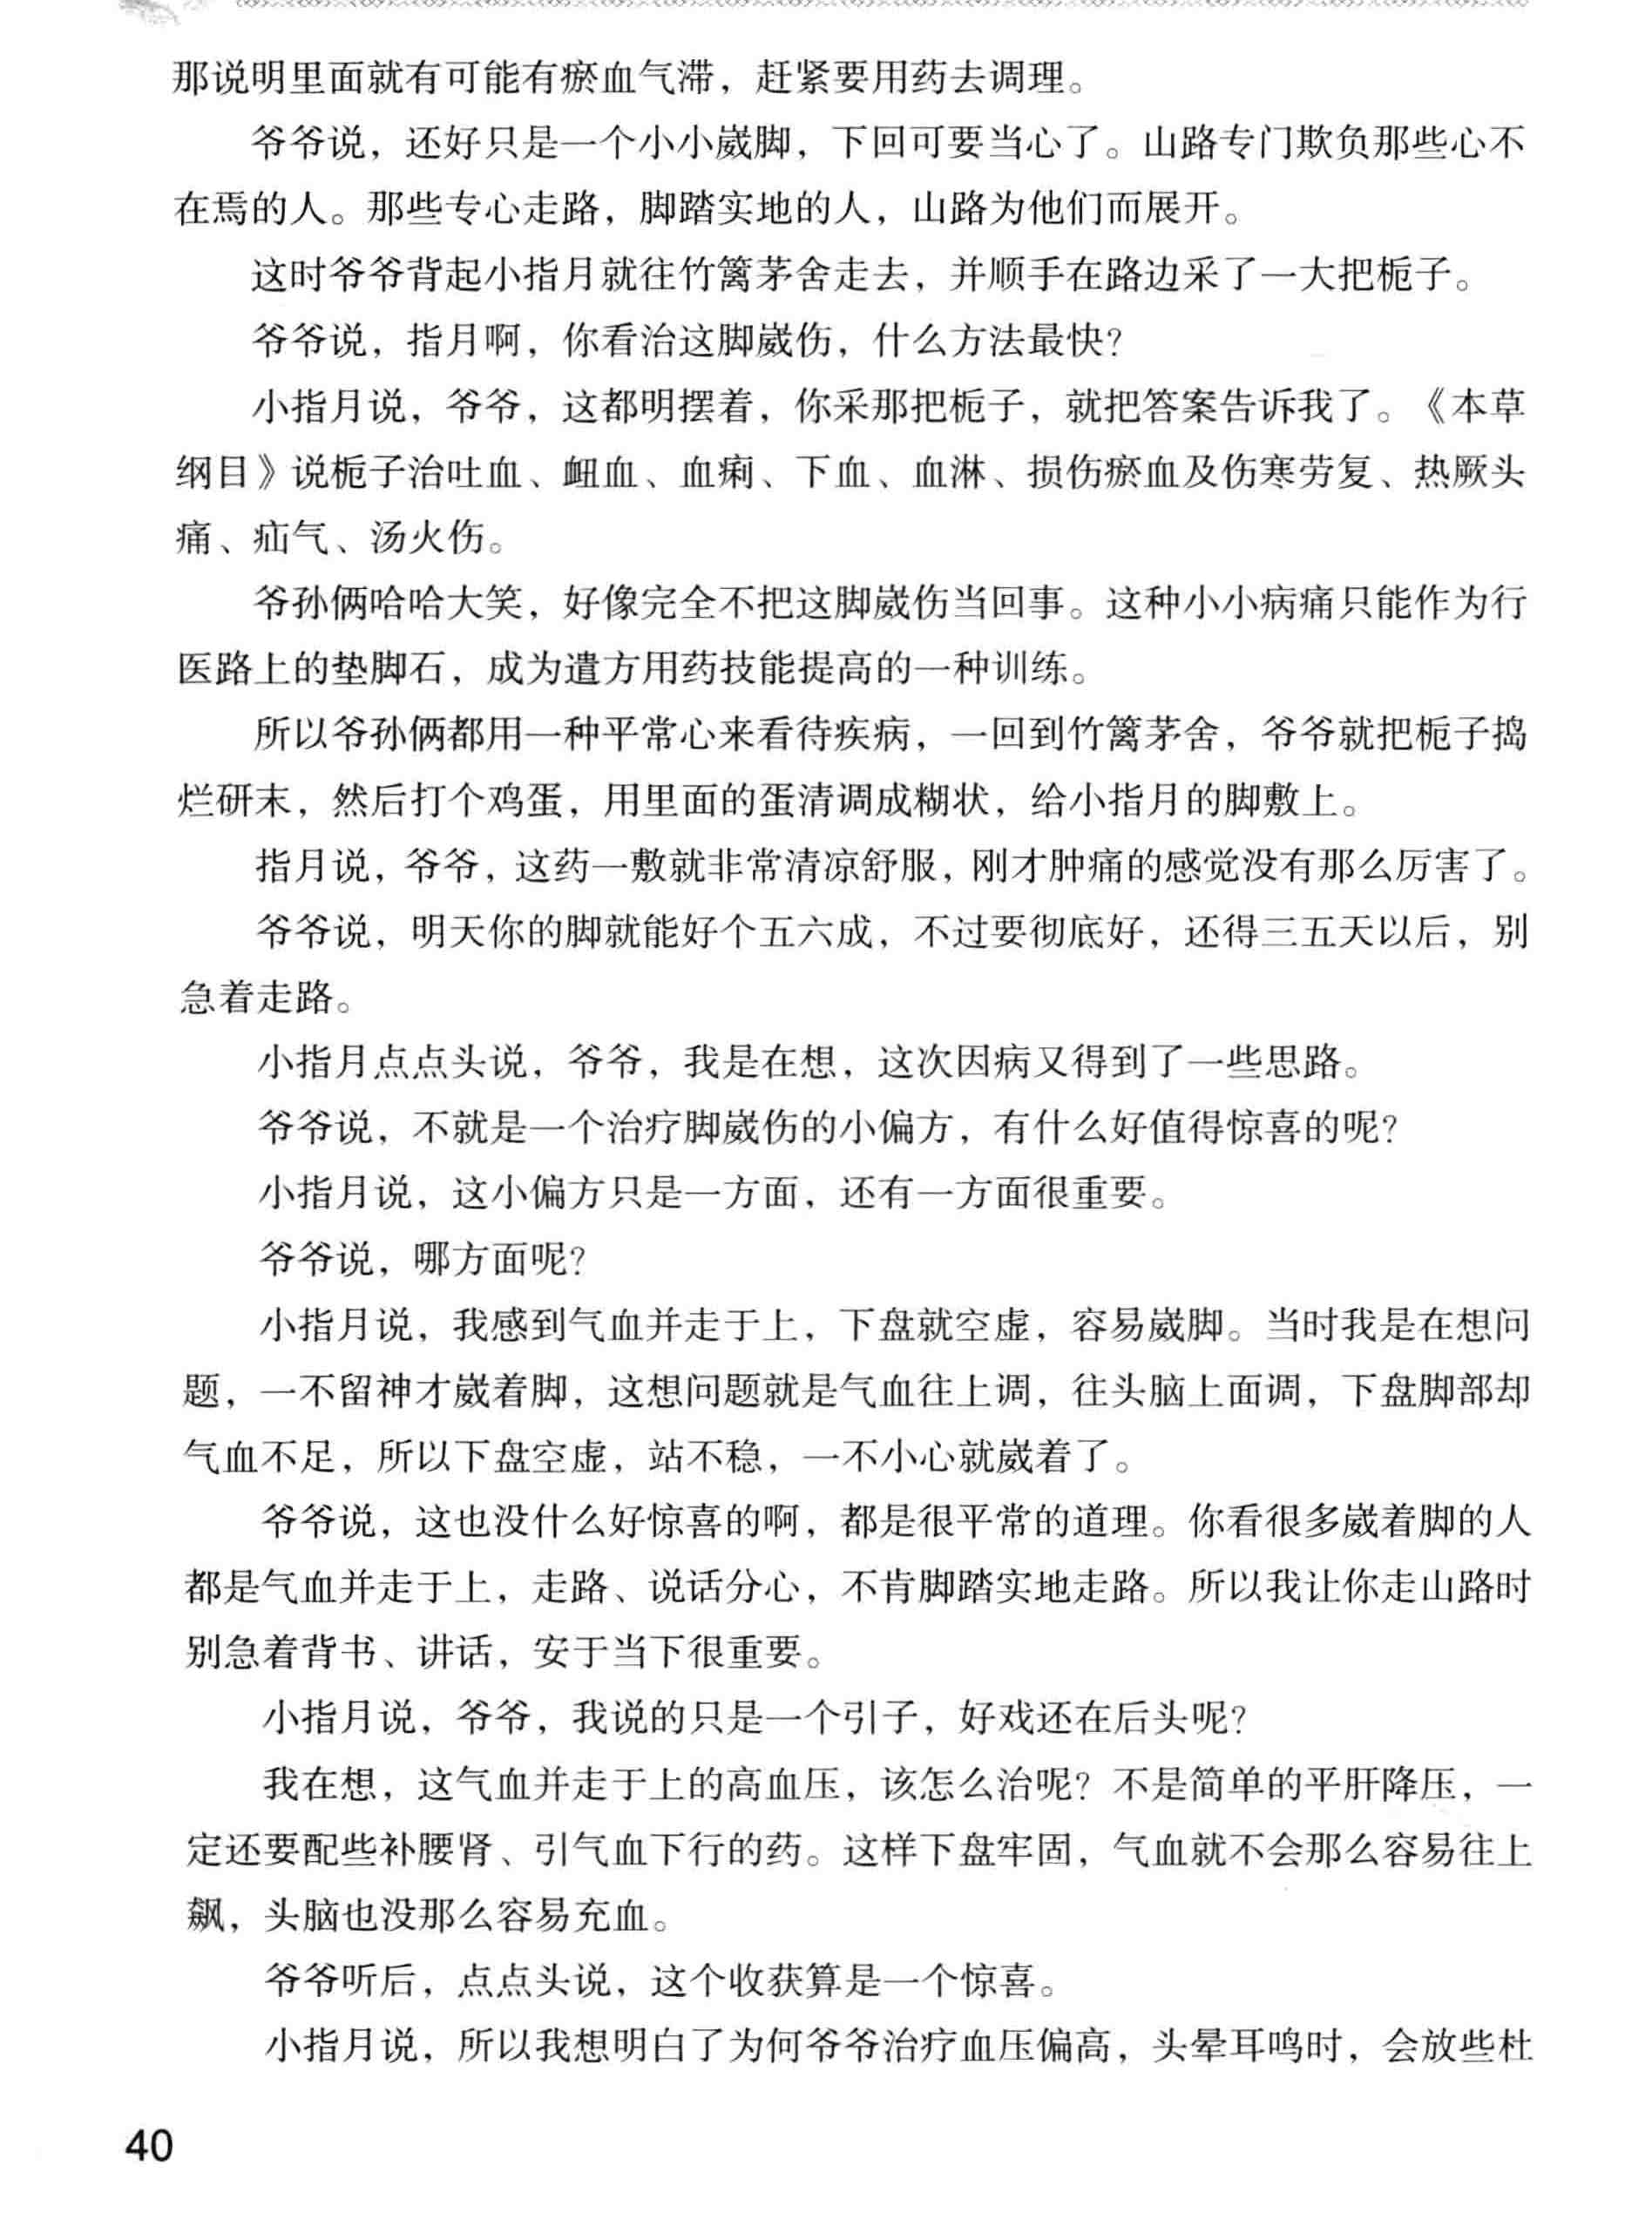 那说明里面就有可能有瘀血气滞，赶紧要用药去调理。
爷爷说，还好只是一个小小崴脚，下回可要当心了。山路专门欺负那些心不
在焉的人。那些专心走路，脚踏实地的人，山路为他们而展开。
这时爷爷背起小指月就往竹篱茅舍走去，并顺手在路边采了一大把栀子。
爷爷说，指月啊，你看治这脚崴伤，什么方法最快？
小指月说，爷爷，这都明摆着，你采那把栀子，就把答案告诉我了。《本草
纲目》说栀子治吐血、衄血、血痢、下血、血淋、损伤瘀血及伤寒劳复、热厥头
痛、疝气、汤火伤。
爷孙俩哈哈大笑，好像完全不把这脚崴伤当回事。这种小小病痛只能作为行
医路上的垫脚石，成为遣方用药技能提高的一种训练。
所以爷孙俩都用一种平常心来看待疾病，一回到竹篱茅舍，爷爷就把栀子捣
烂研末，然后打个鸡蛋，用里面的蛋清调成糊状，给小指月的脚敷上。
指月说，爷爷，这药一敷就非常清凉舒服，刚才肿痛的感觉没有那么厉害了。
爷爷说，明天你的脚就能好个五六成，不过要彻底好，还得三五天以后，别
急着走路。
小指月点点头说，爷爷，我是在想，这次因病又得到了一些思路。
爷爷说，不就是一个治疗脚崴伤的小偏方，有什么好值得惊喜的呢？
小指月说，这小偏方只是一方面，还有一方面很重要。
爷爷说，哪方面呢？
小指月说，我感到气血并走于上，下盘就空虚，容易崴脚。当时我是在想问
题，一不留神才崴着脚，这想问题就是气血往上调，往头脑上面调，下盘脚部却
气血不足，所以下盘空虚，站不稳，一不小心就崴着了。
爷爷说，这也没什么好惊喜的啊，都是很平常的道理。你看很多崴着脚的人
都是气血并走于上，走路、说话分心，不肯脚踏实地走路。所以我让你走山路时
别急着背书、讲话，安于当下很重要。
小指月说，爷爷，我说的只是一个引子，好戏还在后头呢？
我在想，这气血并走于上的高血压，该怎么治呢？不是简单的平肝降压，一
定还要配些补腰肾、引气血下行的药。这样下盘牢固，气血就不会那么容易往上
飙，头脑也没那么容易充血。
爷爷听后，点点头说，这个收获算是一个惊喜。
小指月说，所以我想明白了为何爷爷治疗血压偏高，头晕耳鸣时，会放些杜
40